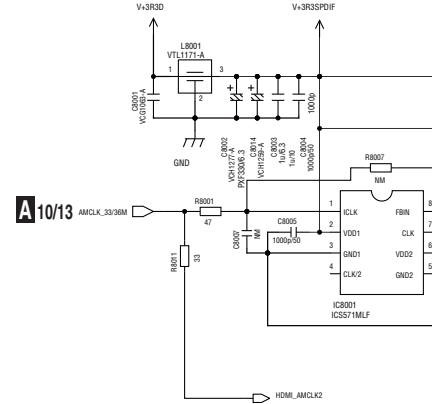 V+3R3D
V+3R3SPDIF
L8001
VTL1171-A
1
3
2
C8001
VCG1063-A
GND
C8002
VCH1277-A
PXF330/6.3
C8014
VCH1239-A
C8003
1u/6.3
1u/10
C8004
1000p/50
1000p
R8007
NM
A 10/13 AMCLK_33/36M
R8001
47
C8007
NM
C8005
1000p/50
R8011
33
1 ICLK FBIN 8
2 VDD1 CLK 7
3 GND1 VDD2 6
4 CLK/2 GND2 5
IC8001
ICS571MLF
HDMI_AMCLK2